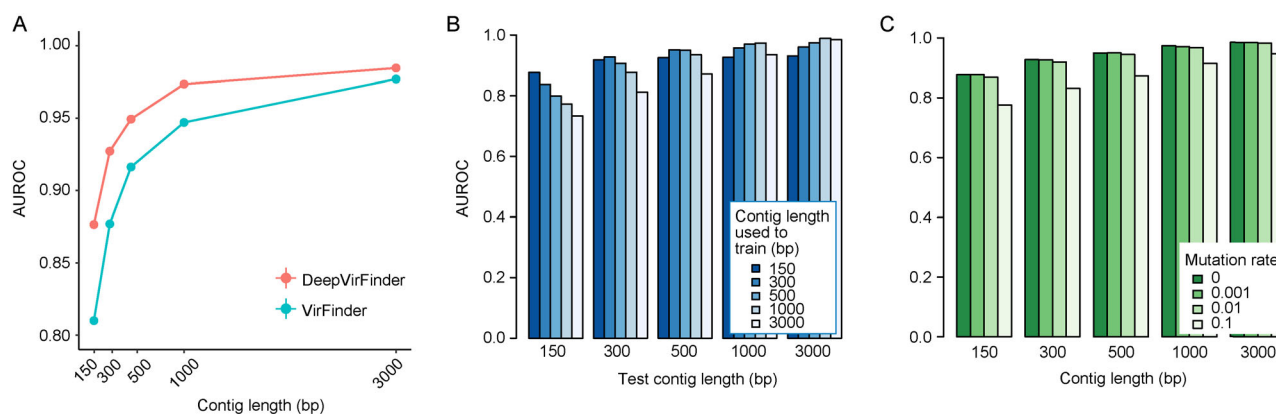 A
1.00
0.95
0.90
0.85
0.80
AUROC
DeepVirFinder
VirFinder
150
300
500
1000
3000
Contig length (bp)
B
1.0
0.8
0.6
0.4
0.2
0.0
AUROC
Contig length
used to
train (bp)
150
300
500
1000
3000
150
300
500
1000
3000
Test contig length (bp)
C
1.0
0.8
0.6
0.4
0.2
0.0
AUROC
Mutation rate
0
0.001
0.01
0.1
150
300
500
1000
3000
Contig length (bp)